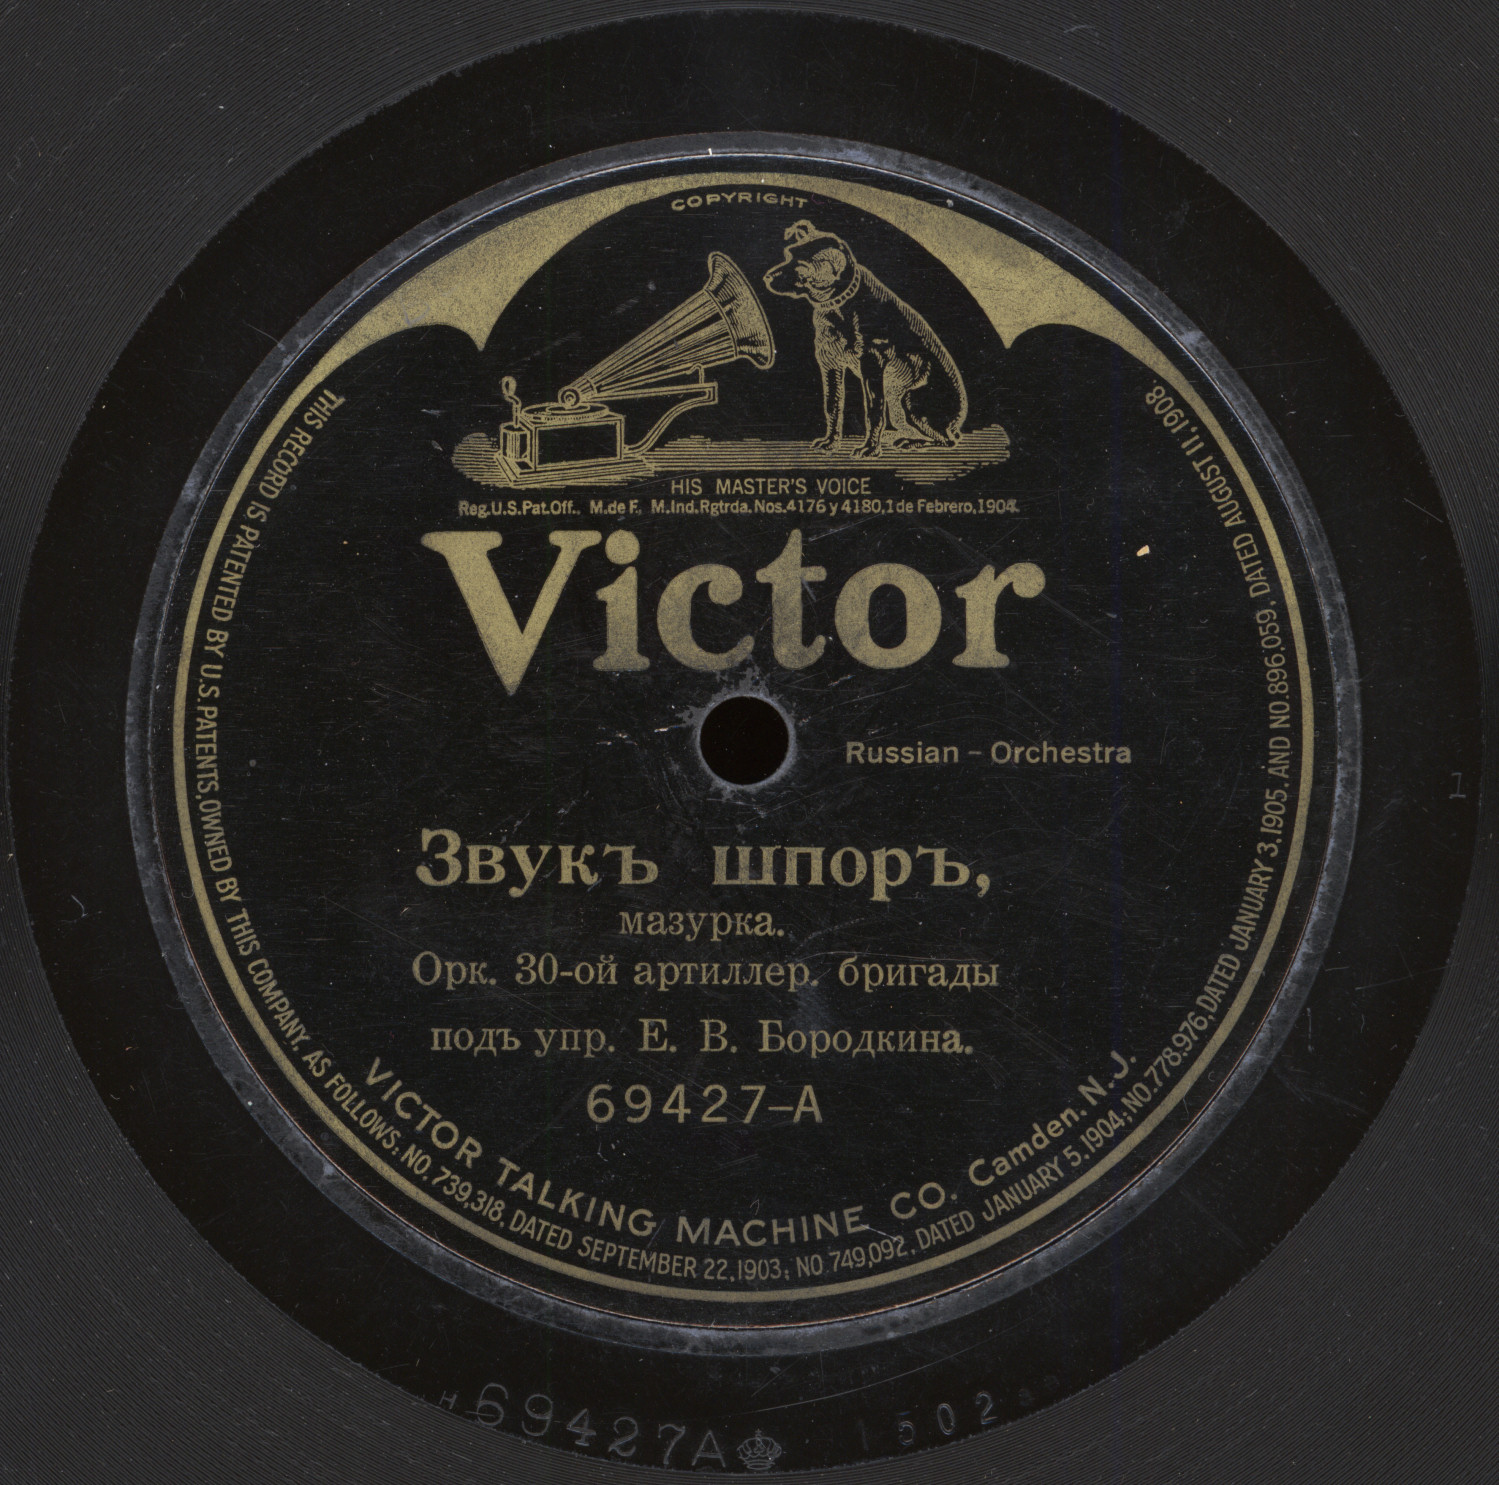 COPYRIGHT
HIS MASTER'S VOICE
Reg.U.S.Pat.Off. M.de F. M.Ind.Rgtrda.Nos.4176 y 4180,1 de Febrero,1904.
Victor
Russian – Orchestra
Звукъ шпоръ,
мазурка.
Орк. 30-ой артиллер. бригады
подъ упр. Е. В. Бородкина.
69427–A
VICTOR TALKING MACHINE CO. Camden. N. J.
THIS RECORD IS PATENTED BY U.S. PATENTS, OWNED BY THIS COMPANY, AS FOLLOWS: NO. 739,318, DATED SEPTEMBER 22,1903; NO 749,092, DATED JANUARY 5,1904; NO.778,976, DATED JANUARY 3,1905, AND NO.896,059, DATED AUGUST 11,1908.
H 69427A
502
1